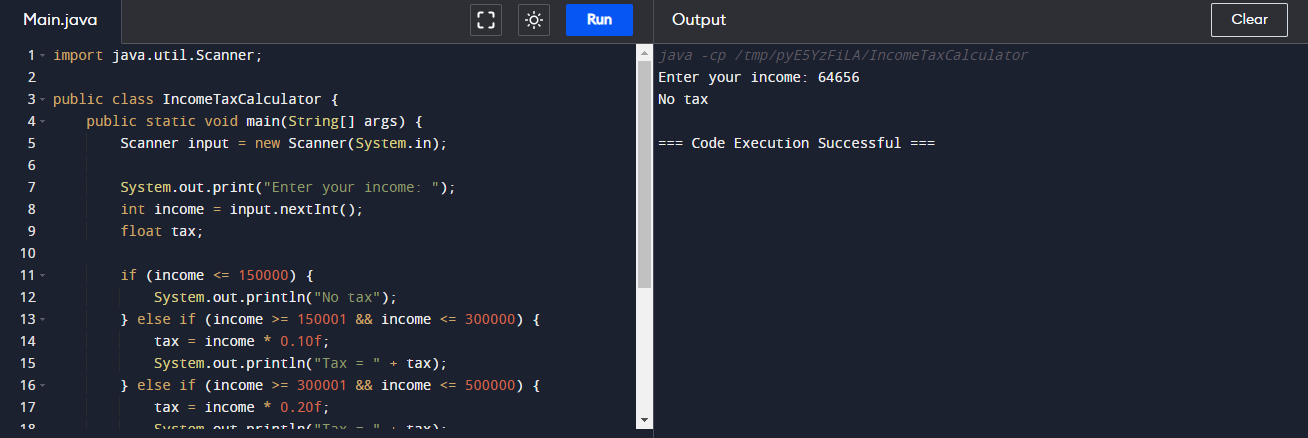 Main.java
Run
1 import java.util.Scanner;
2
3 public class IncomeTaxCalculator {
4 public static void main(String[] args) {
5 Scanner input = new Scanner(System.in);
6
7 System.out.print("Enter your income: ");
8 int income = input.nextInt();
9 float tax;
10
11 if (income <= 150000) {
12 System.out.println("No tax");
13 } else if (income >= 150001 && income <= 300000) {
14 tax = income * 0.10f;
15 System.out.println("Tax = " + tax);
16 } else if (income >= 300001 && income <= 500000) {
17 tax = income * 0.20f;
18 System.out.println("Tax = " + tax);
Output
Clear
java -cp /tmp/pyE5YzFiLA/IncomeTaxCalculator
Enter your income: 64656
No tax
=== Code Execution Successful ===